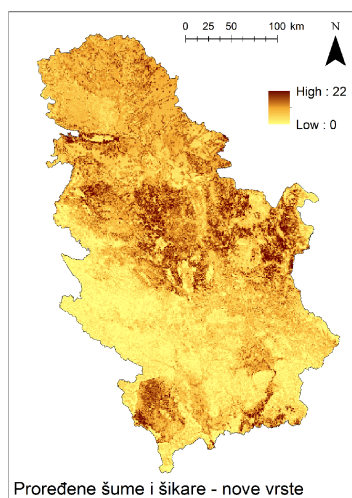 0 25 50 100 km
N
High : 22
Low : 0
Proređene šume i šikare - nove vrste